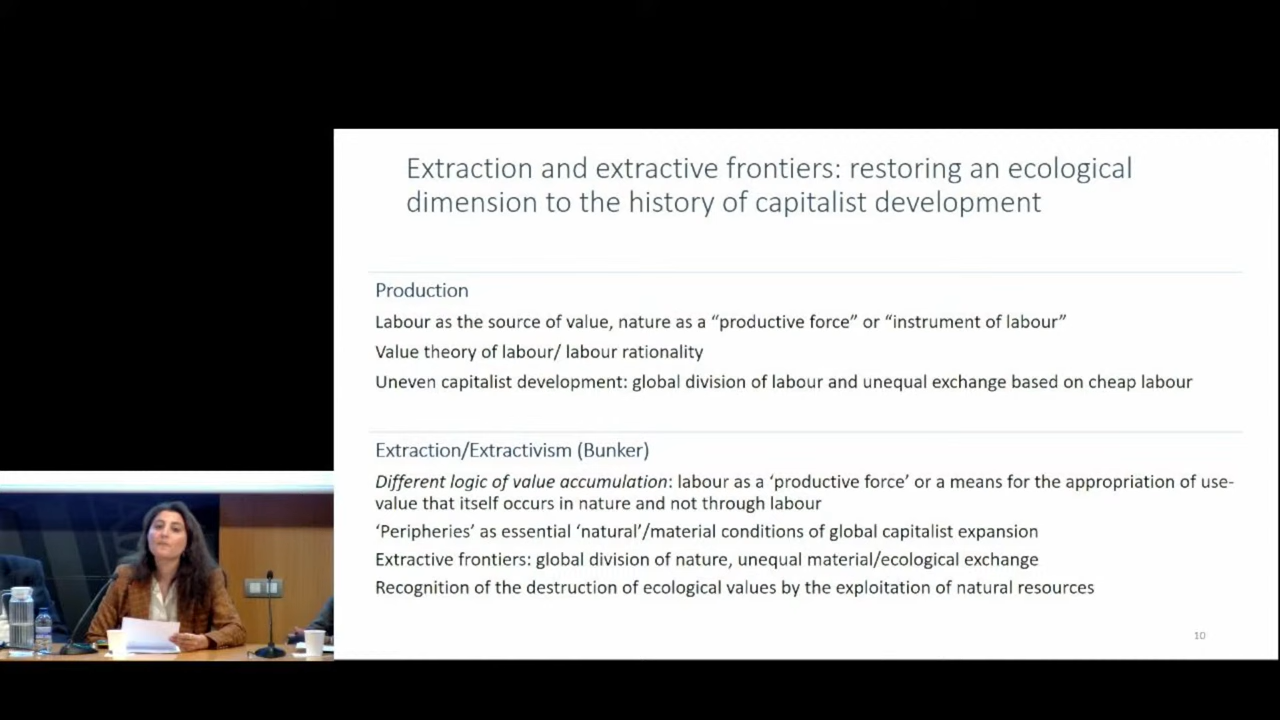 Extraction and extractive frontiers: restoring an ecological
dimension to the history of capitalist development
Production
Labour as the source of value, nature as a “productive force” or “instrument of labour”
Value theory of labour/ labour rationality
Uneven capitalist development: global division of labour and unequal exchange based on cheap labour
Extraction/Extractivism (Bunker)
Different logic of value accumulation: labour as a ‘productive force’ or a means for the appropriation of use-
value that itself occurs in nature and not through labour
‘Peripheries’ as essential ‘natural’/material conditions of global capitalist expansion
Extractive frontiers: global division of nature, unequal material/ecological exchange
Recognition of the destruction of ecological values by the exploitation of natural resources
10